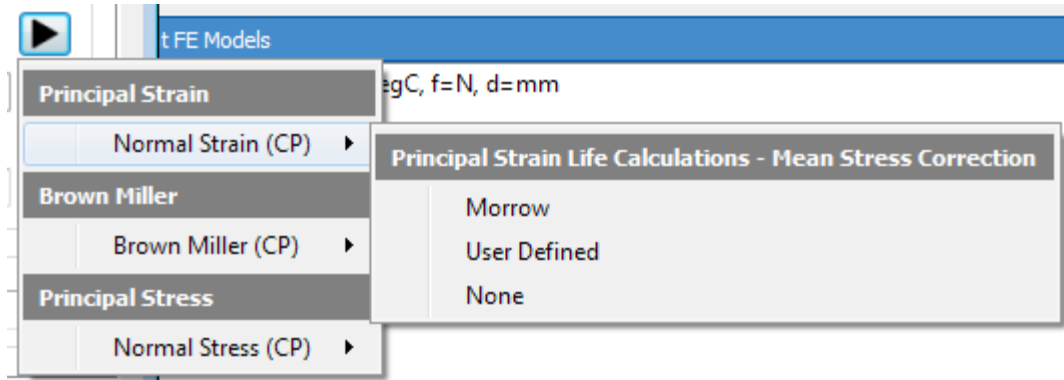 t FE Models
egC, f=N, d=mm
Principal Strain
Normal Strain (CP)
Brown Miller
Brown Miller (CP)
Principal Stress
Normal Stress (CP)
Principal Strain Life Calculations - Mean Stress Correction
Morrow
User Defined
None